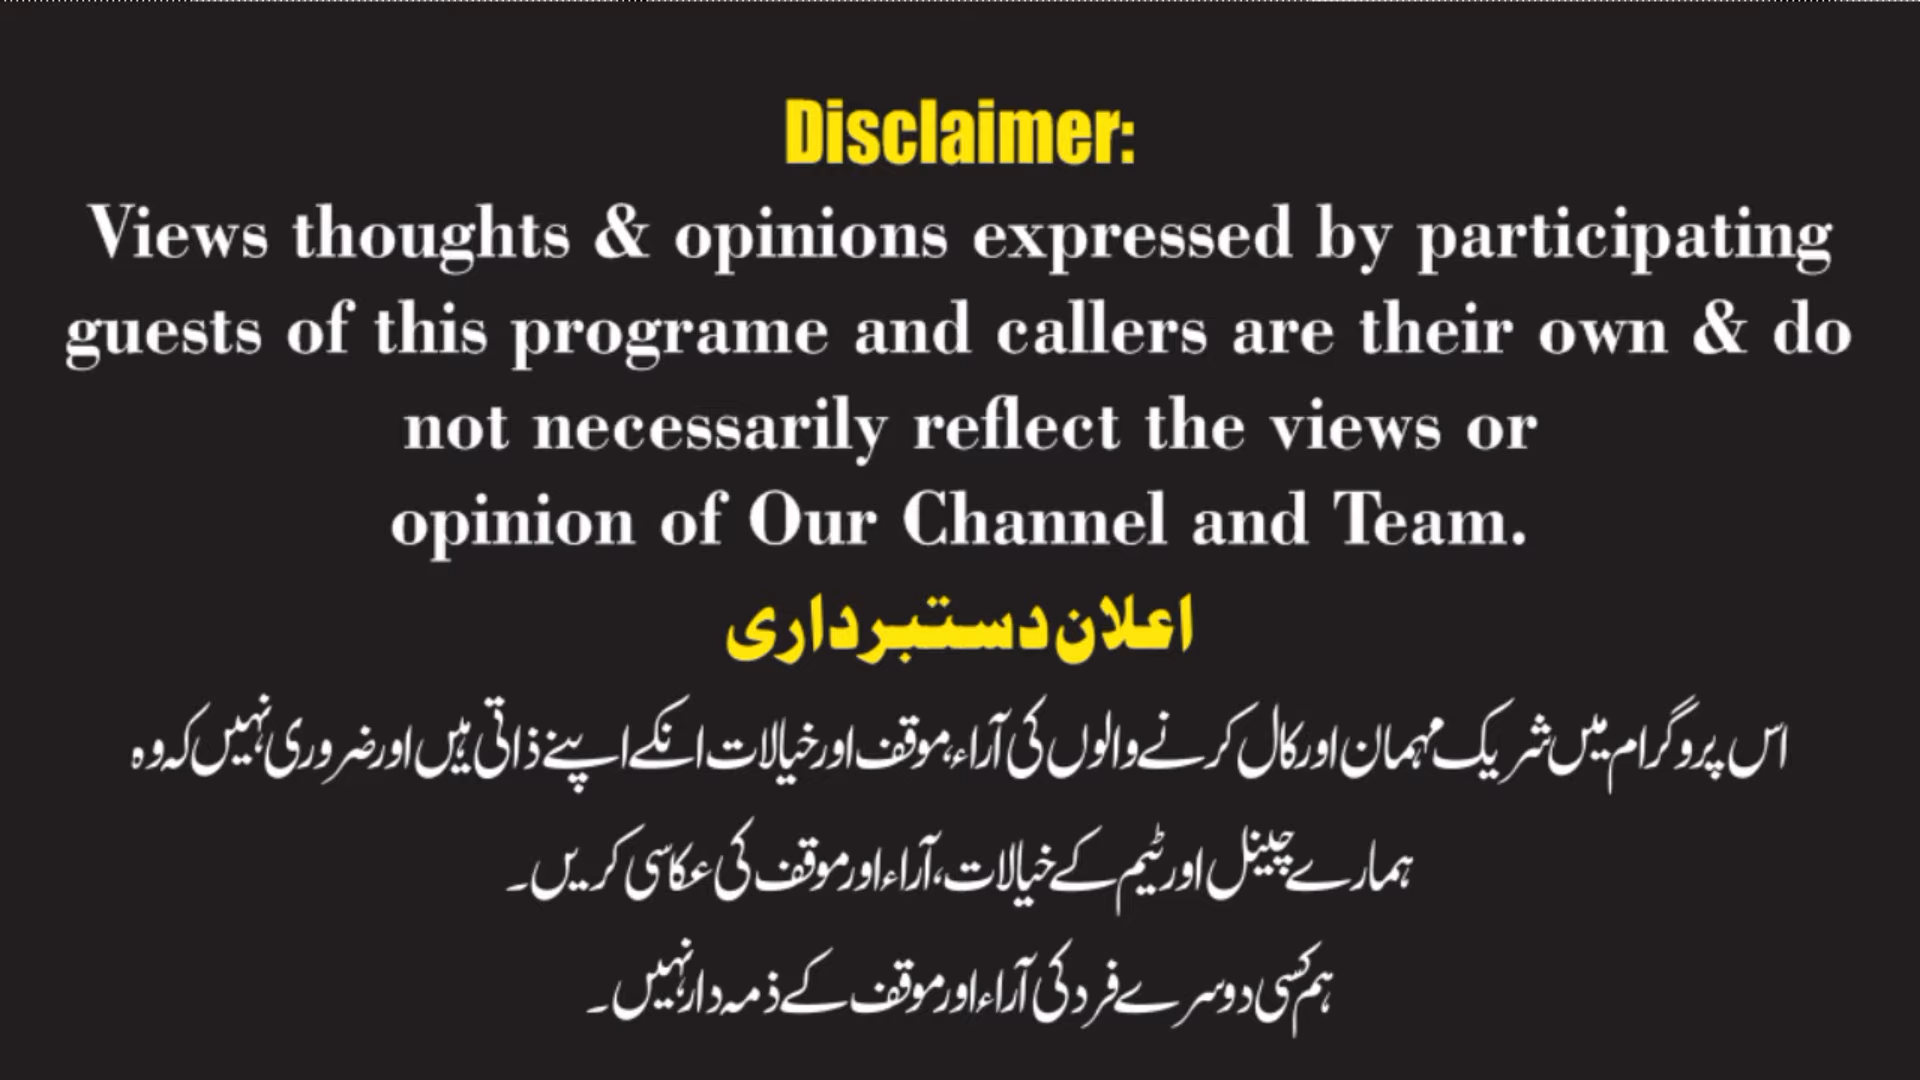 Disclaimer:
Views thoughts & opinions expressed by participating
guests of this programe and callers are their own & do
not necessarily reflect the views or
opinion of Our Channel and Team.
اعلان دستبرداری
اس پروگرام میں شریک مہمان اور کال کرنے والوں کی آراء، موقف اور خیالات انکے اپنے ذاتی ہیں اور ضروری نہیں کہ وہ
ہمارے چینل اور ٹیم کے خیالات، آراء اور موقف کی عکاسی کریں۔
ہم کسی دوسرے فرد کی آراء اور موقف کے ذمہ دار نہیں۔